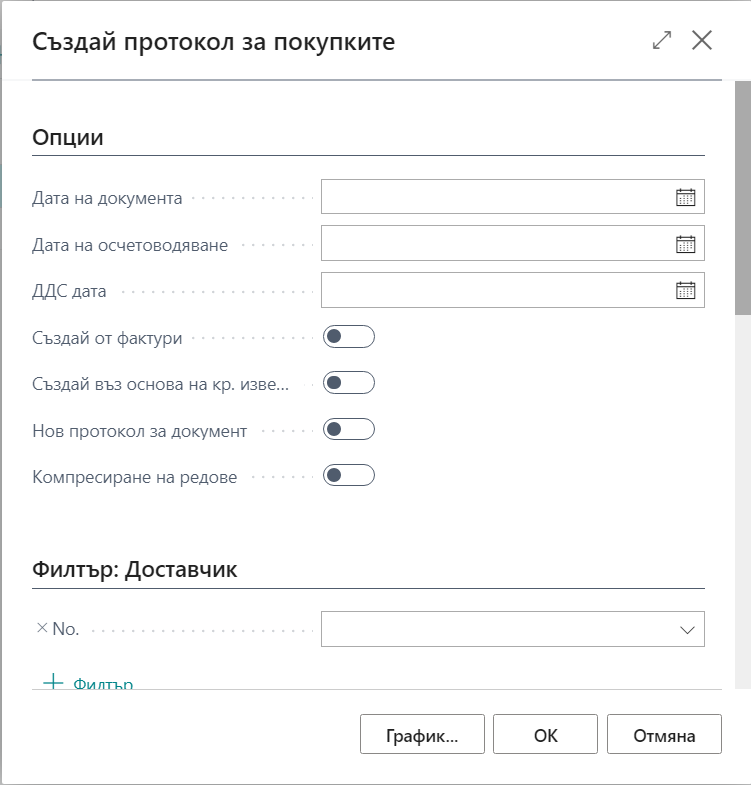 Създай протокол за покупките
Опции
Дата на документа
Дата на осчетоводяване
ДДС дата
Създай от фактури
Създай въз основа на кр. изве...
Нов протокол за документ
Компресиране на редове
Филтър: Доставчик
No.
Филтър
График...
OK
Отмяна